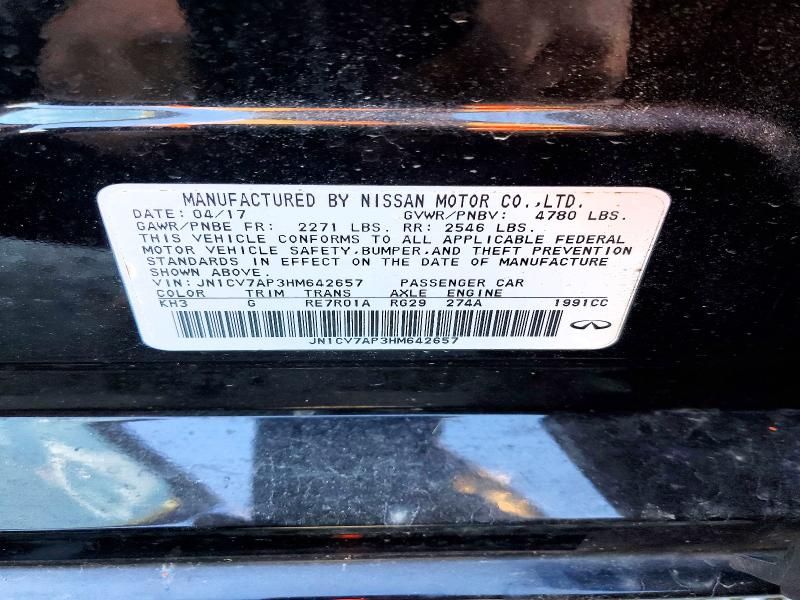 MANUFACTURED BY NISSAN MOTOR CO.,LTD.
DATE: 04/17 GVWR/PNBV: 4780 LBS.
GAWR/PNBE FR: 2271 LBS. RR: 2546 LBS.
THIS VEHICLE CONFORMS TO ALL APPLICABLE FEDERAL
MOTOR VEHICLE SAFETY,BUMPER,AND THEFT PREVENTION
STANDARDS IN EFFECT ON THE DATE OF MANUFACTURE
SHOWN ABOVE.
VIN: JN1CV7AP3HM642657 PASSENGER CAR
COLOR TRIM TRANS AXLE ENGINE
KH3 G RE7R01A RG29 274A 1991CC
JN1CV7AP3HM642657